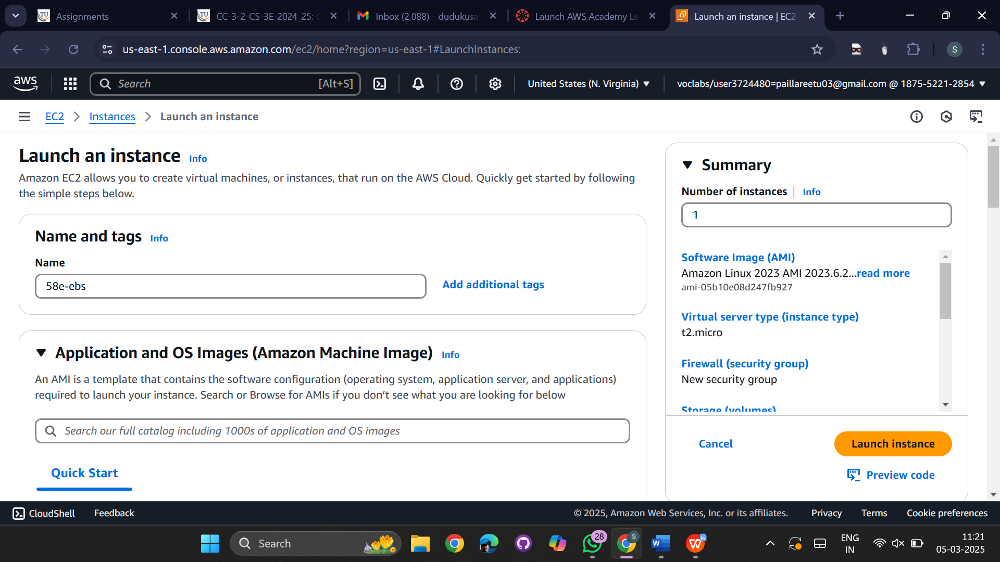 Assignments
CC-3-2-CS-3E-2024_25: C
Inbox (2,088) - dudukusa
Launch AWS Academy Le
Launch an instance | EC2
us-east-1.console.aws.amazon.com/ec2/home?region=us-east-1#LaunchInstances:
S
aws
Search
[Alt+S]
United States (N. Virginia)
voclabs/user3724480=paillareetu03@gmail.com @ 1875-5221-2854
EC2
Instances
Launch an instance
Launch an instance Info
Amazon EC2 allows you to create virtual machines, or instances, that run on the AWS Cloud. Quickly get started by following
the simple steps below.
Name and tags Info
Name
58e-ebs
Add additional tags
Application and OS Images (Amazon Machine Image) Info
An AMI is a template that contains the software configuration (operating system, application server, and applications)
required to launch your instance. Search or Browse for AMIs if you don’t see what you are looking for below
Search our full catalog including 1000s of application and OS images
Quick Start
Summary
Number of instances Info
1
Software Image (AMI)
Amazon Linux 2023 AMI 2023.6.2...read more
ami-05b10e08d247fb927
Virtual server type (instance type)
t2.micro
Firewall (security group)
New security group
Storage (volumes)
Cancel
Launch instance
Preview code
CloudShell
Feedback
© 2025, Amazon Web Services, Inc. or its affiliates.
Privacy
Terms
Cookie preferences
Search
28
S
W
ENG
IN
11:21
05-03-2025